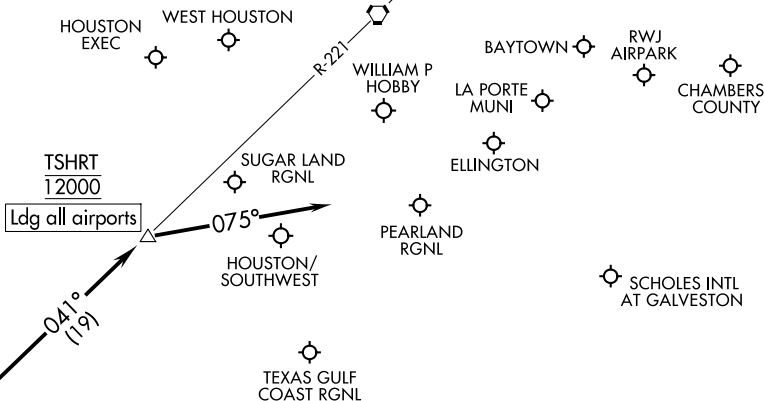 HOUSTON
EXEC
WEST HOUSTON
R-221
WILLIAM P
HOBBY
BAYTOWN
RWJ
AIRPARK
LA PORTE
MUNI
CHAMBERS
COUNTY
ELLINGTON
TSHRT
12000
Ldg all airports
SUGAR LAND
RGNL
075°
HOUSTON/
SOUTHWEST
PEARLAND
RGNL
SCHOLES INTL
AT GALVESTON
041°
(19)
TEXAS GULF
COAST RGNL